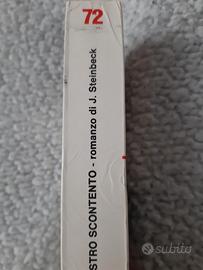 72
STRO SCONTENTO - romanzo di J. Steinbeck
subito